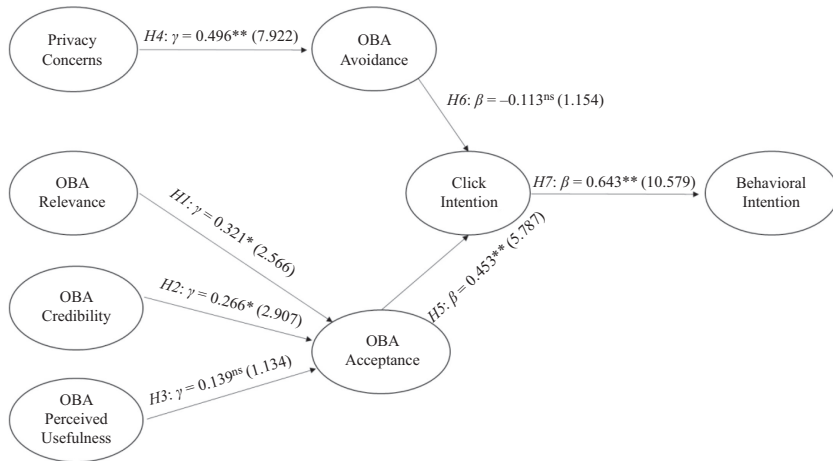 Privacy
Concerns
H4: γ = 0.496** (7.922)
OBA
Avoidance
H6: β = –0.113ns (1.154)
OBA
Relevance
H1: γ = 0.321* (2.566)
Click
Intention
H7: β = 0.643** (10.579)
Behavioral
Intention
OBA
Credibility
H2: γ = 0.266* (2.907)
H5: β = 0.453** (5.787)
OBA
Acceptance
OBA
Perceived
Usefulness
H3: γ = 0.139ns (1.134)